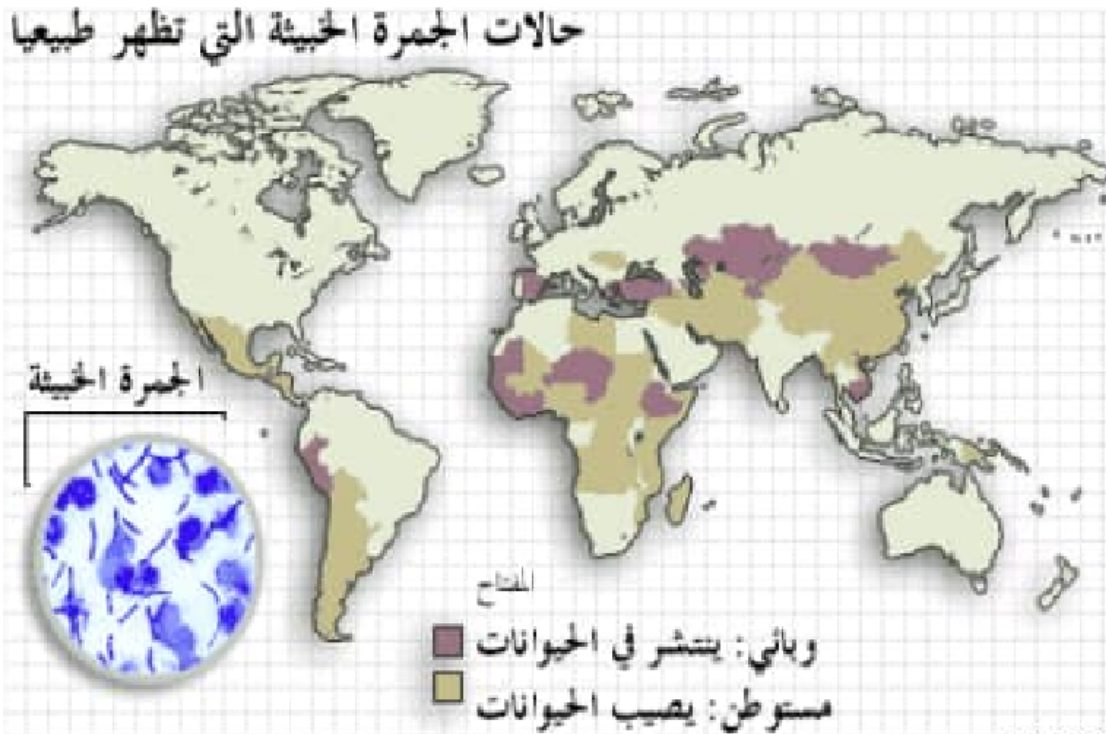 حالات الجمرة الخبيثة التي تظهر طبيعيا
الجمرة الخبيثة
المفتاح
وبائي: ينتشر في الحيوانات
مستوطن: يصيب الحيوانات